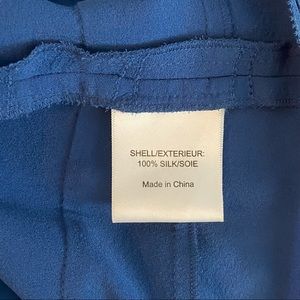 SHELL/EXTERIEUR:
100% SILK/SOIE
Made in China